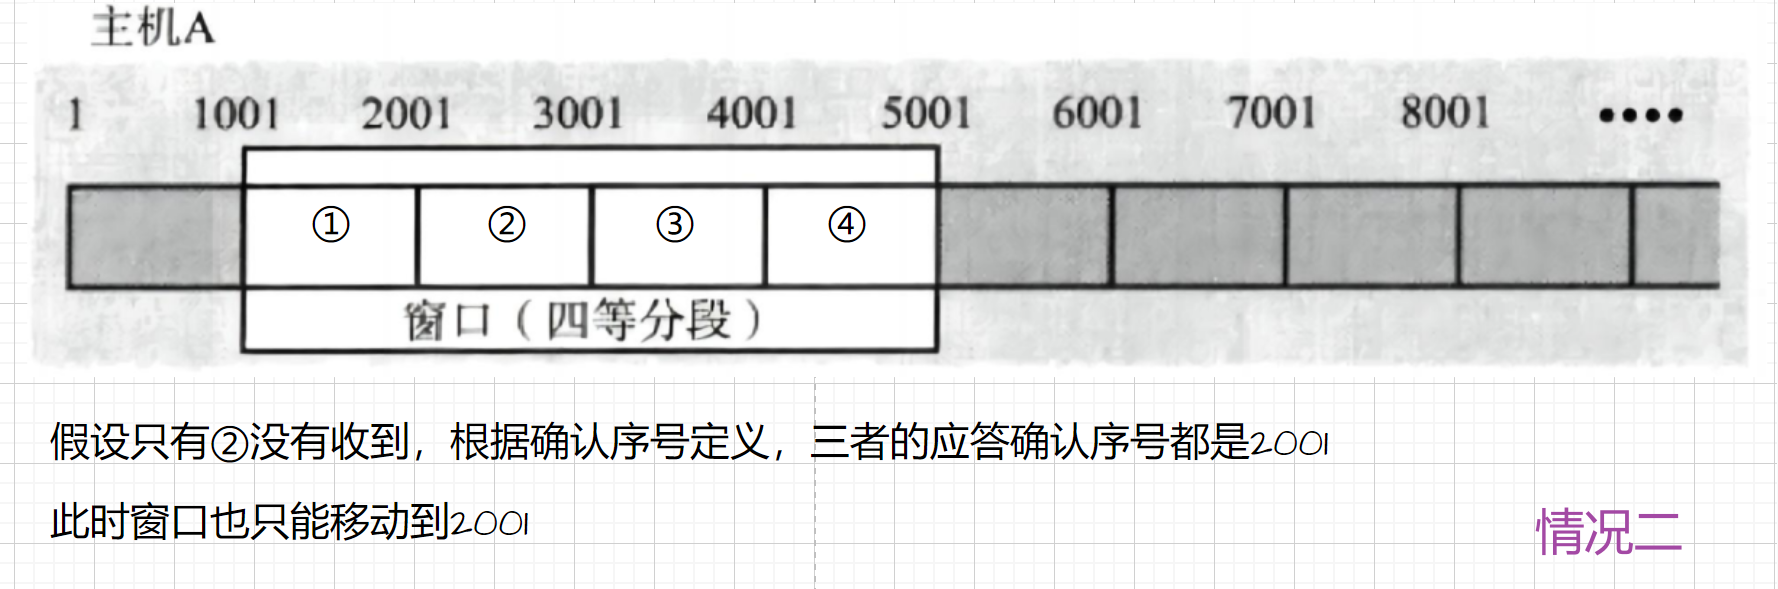 主机A
1 1001 2001 3001 4001 5001 6001 7001 8001 ····
① ② ③ ④
窗口（四等分段）
假设只有②没有收到，根据确认序号定义，三者的应答确认序号都是2001
此时窗口也只能移动到2001
情况二